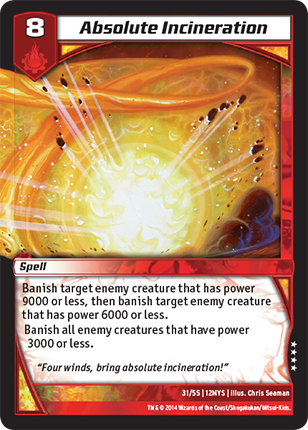 8
Absolute Incineration
Spell
Banish target enemy creature that has power
9000 or less, then banish target enemy creature
that has power 6000 or less.
Banish all enemy creatures that have power
3000 or less.
“Four winds, bring absolute incineration!”
31/55 | 12MYS | Illus. Chris Seaman
TM & © 2014 Wizards of the Coast/Shogakukan/Mitsui-Kids.